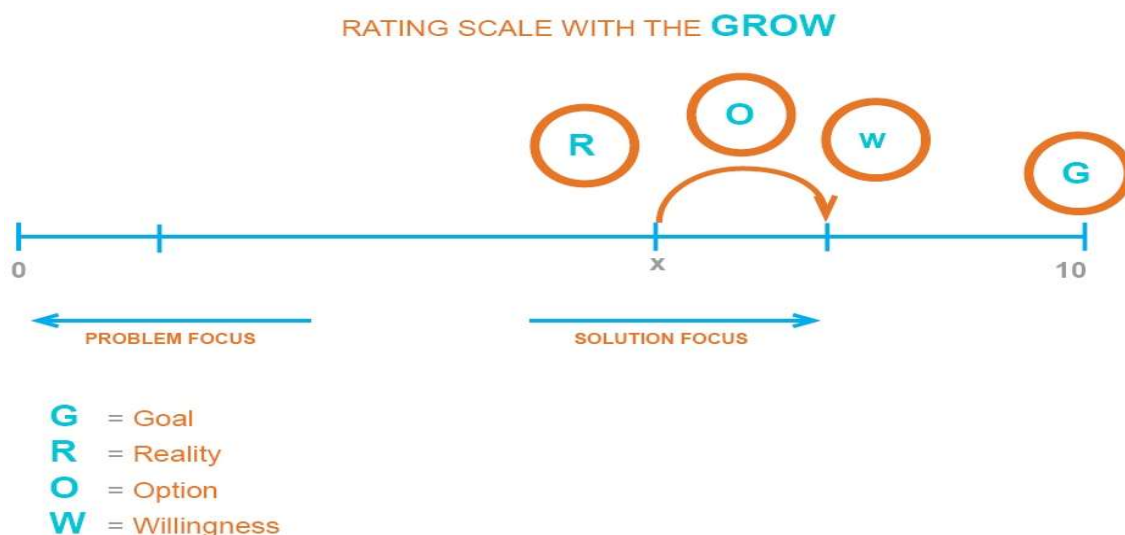 RATING SCALE WITH THE GROW
R
O
w
G
0
x
10
PROBLEM FOCUS
SOLUTION FOCUS
G = Goal
R = Reality
O = Option
W = Willingness